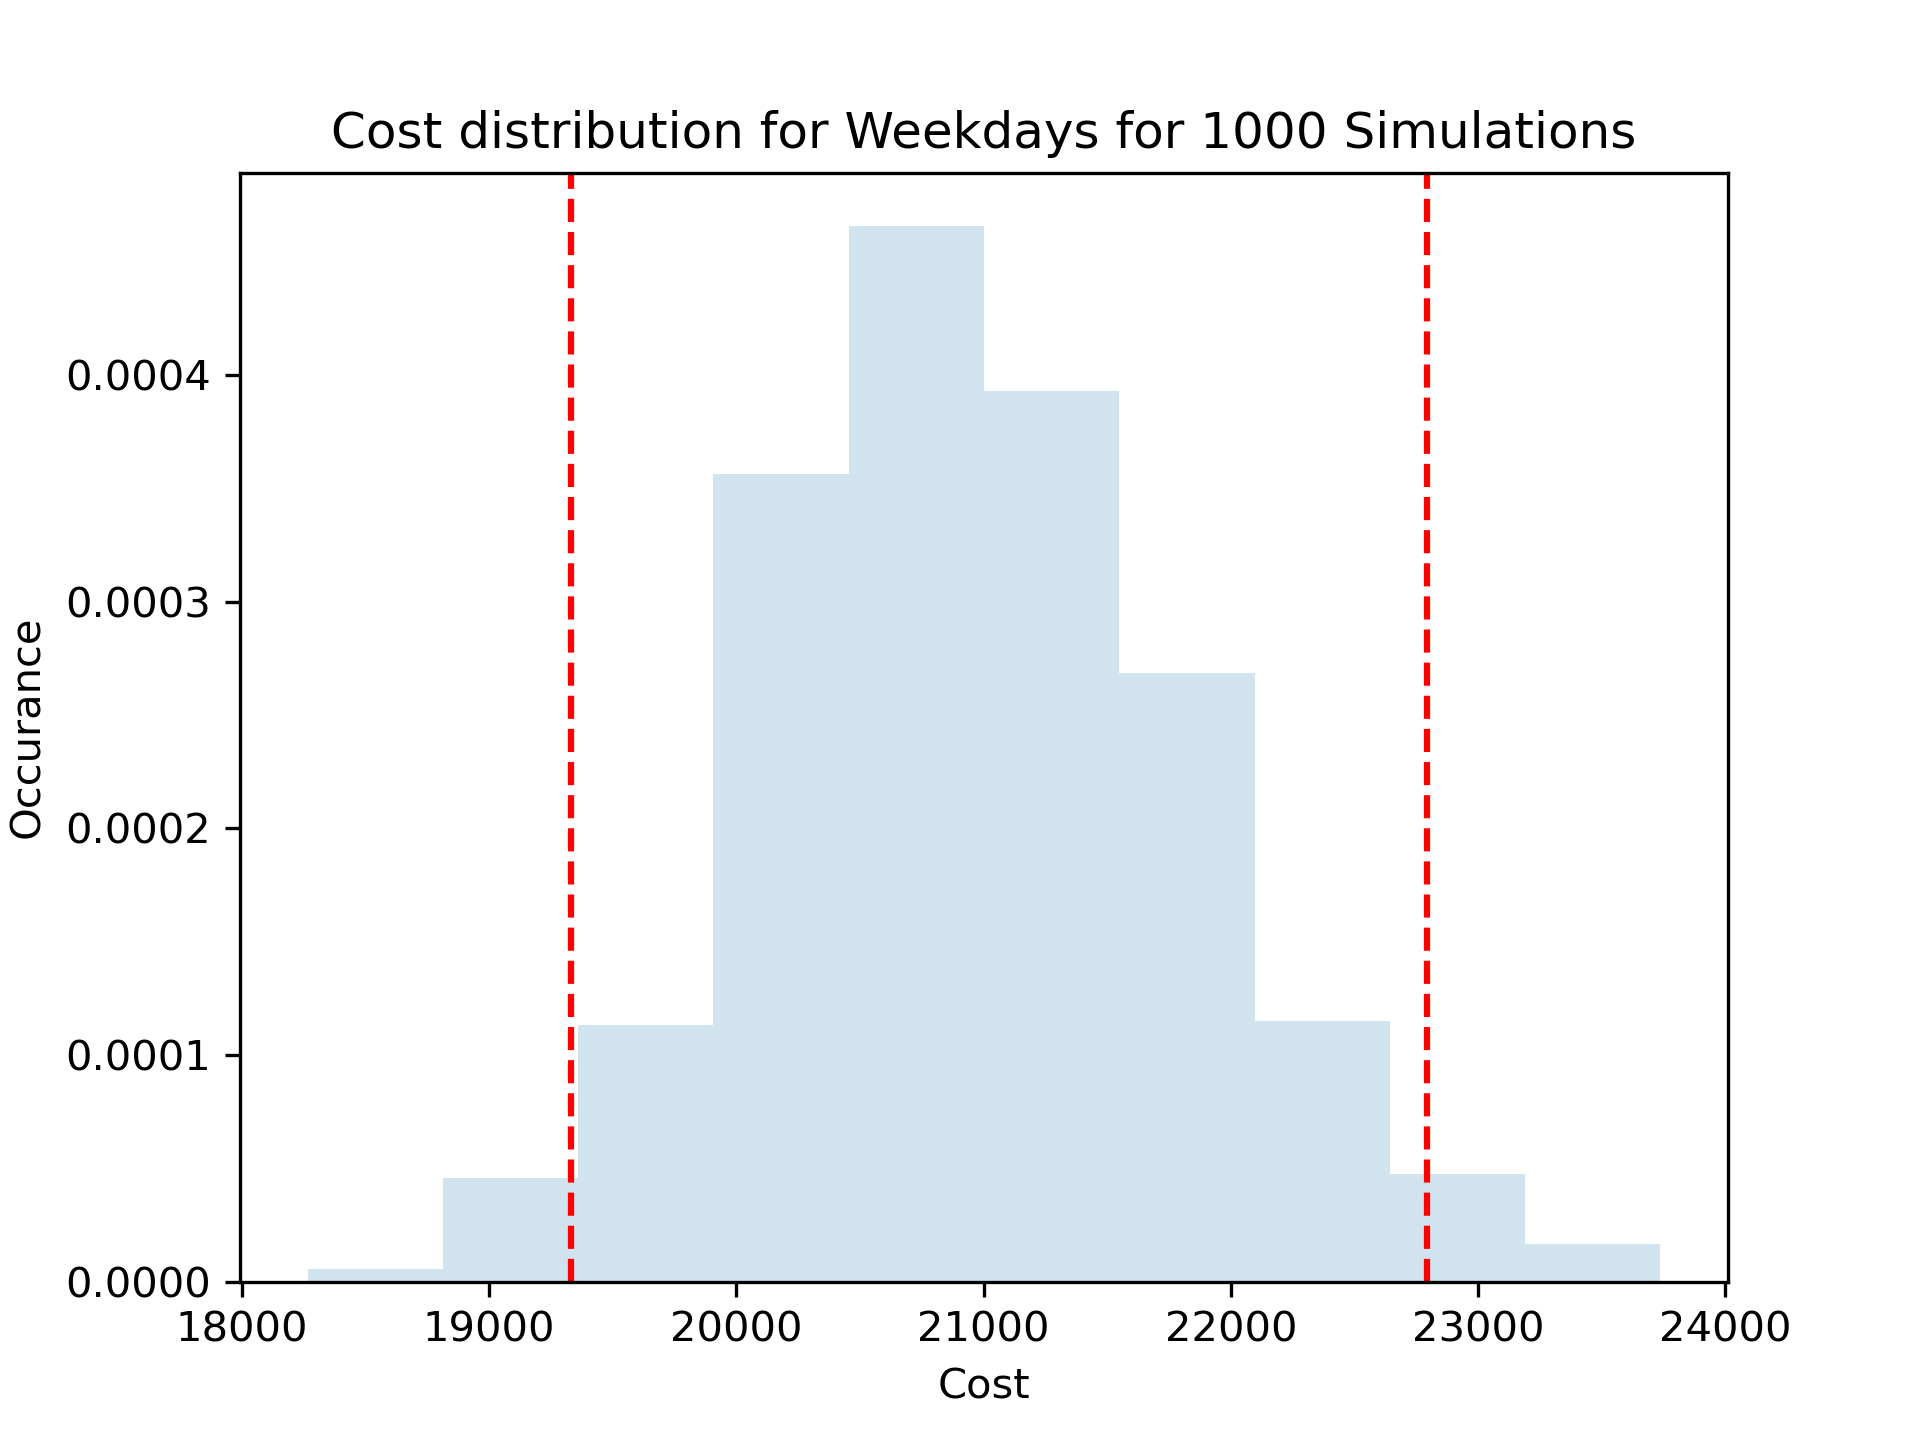 Cost distribution for Weekdays for 1000 Simulations
Occurance
0.0004
0.0003
0.0002
0.0001
0.0000
18000 19000 20000 21000 22000 23000 24000
Cost